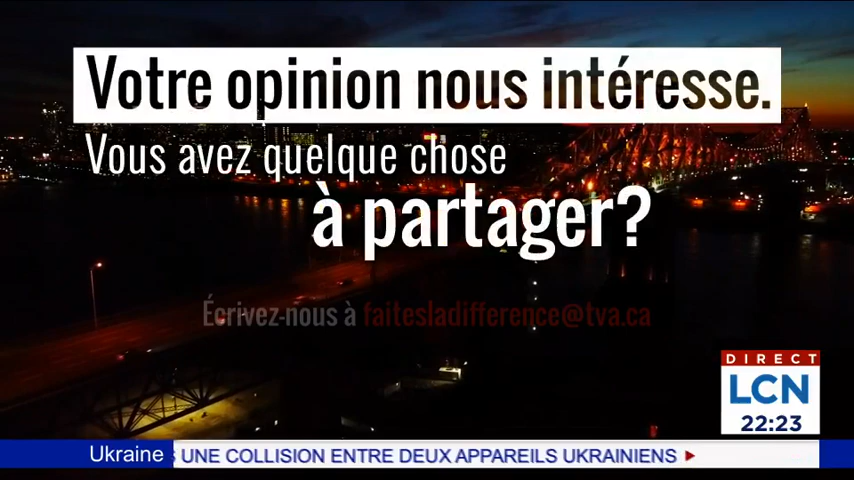 Votre opinion nous intéresse.
Vous avez quelque chose
à partager?
Écrivez-nous à faitesladifference@tva.ca
DIRECT
LCN
22:23
Ukraine
UNE COLLISION ENTRE DEUX APPAREILS UKRAINIENS